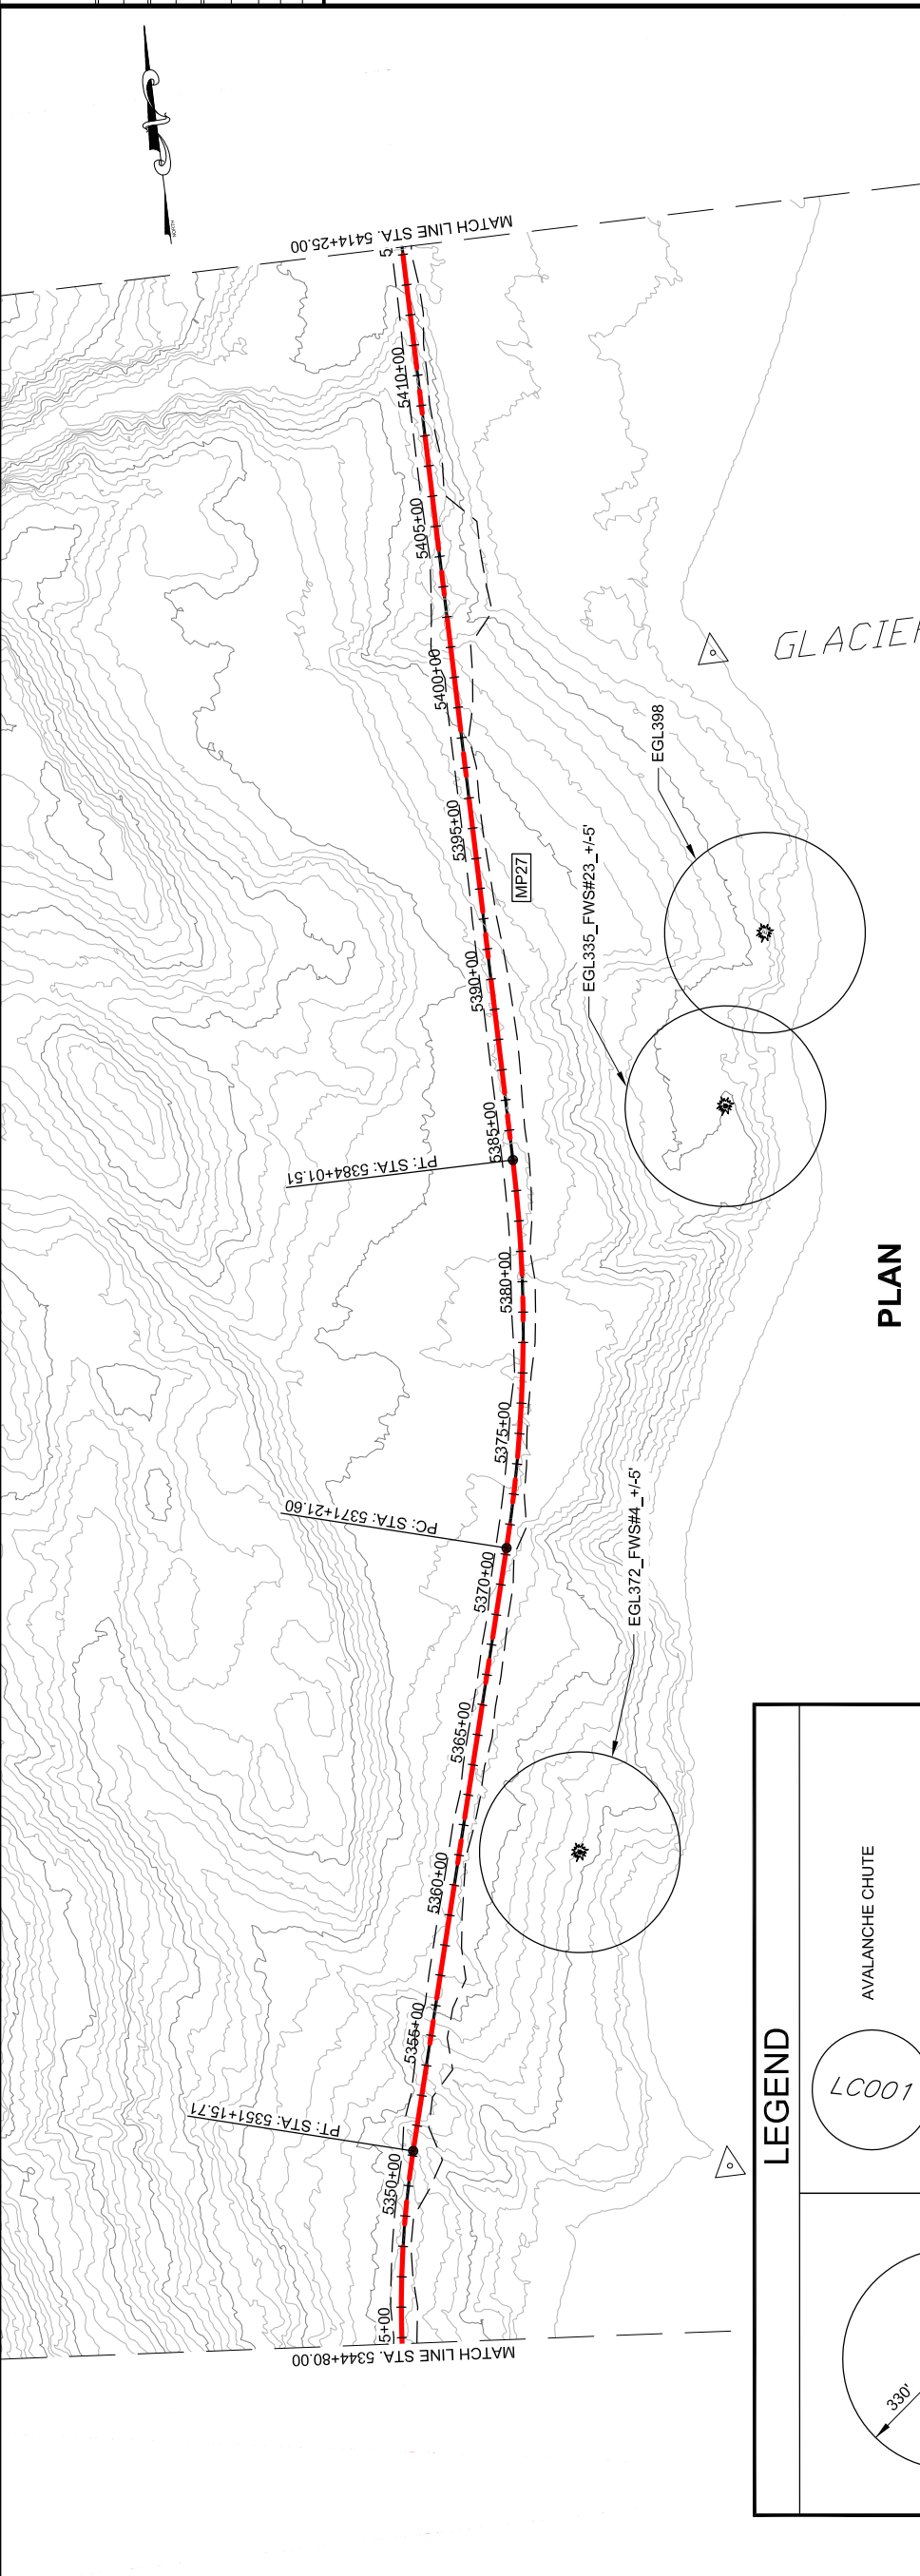 NORTH
MATCH LINE STA. 5414+25.00
5
5410+00
5405+00
5400+00
5395+00
5390+00
5385+00
5380+00
5375+00
5370+00
5365+00
5360+00
5355+00
5350+00
5+00
MATCH LINE STA. 5344+80.00
GLACIER
EGL398
EGL335_FWS#23_+/-5'
MP27
PT: STA: 5384+01.51
PC: STA: 5371+21.60
EGL372_FWS#4_+/-5'
PT: STA: 5351+15.71
PLAN
LEGEND
AVALANCHE CHUTE
LC001
330'